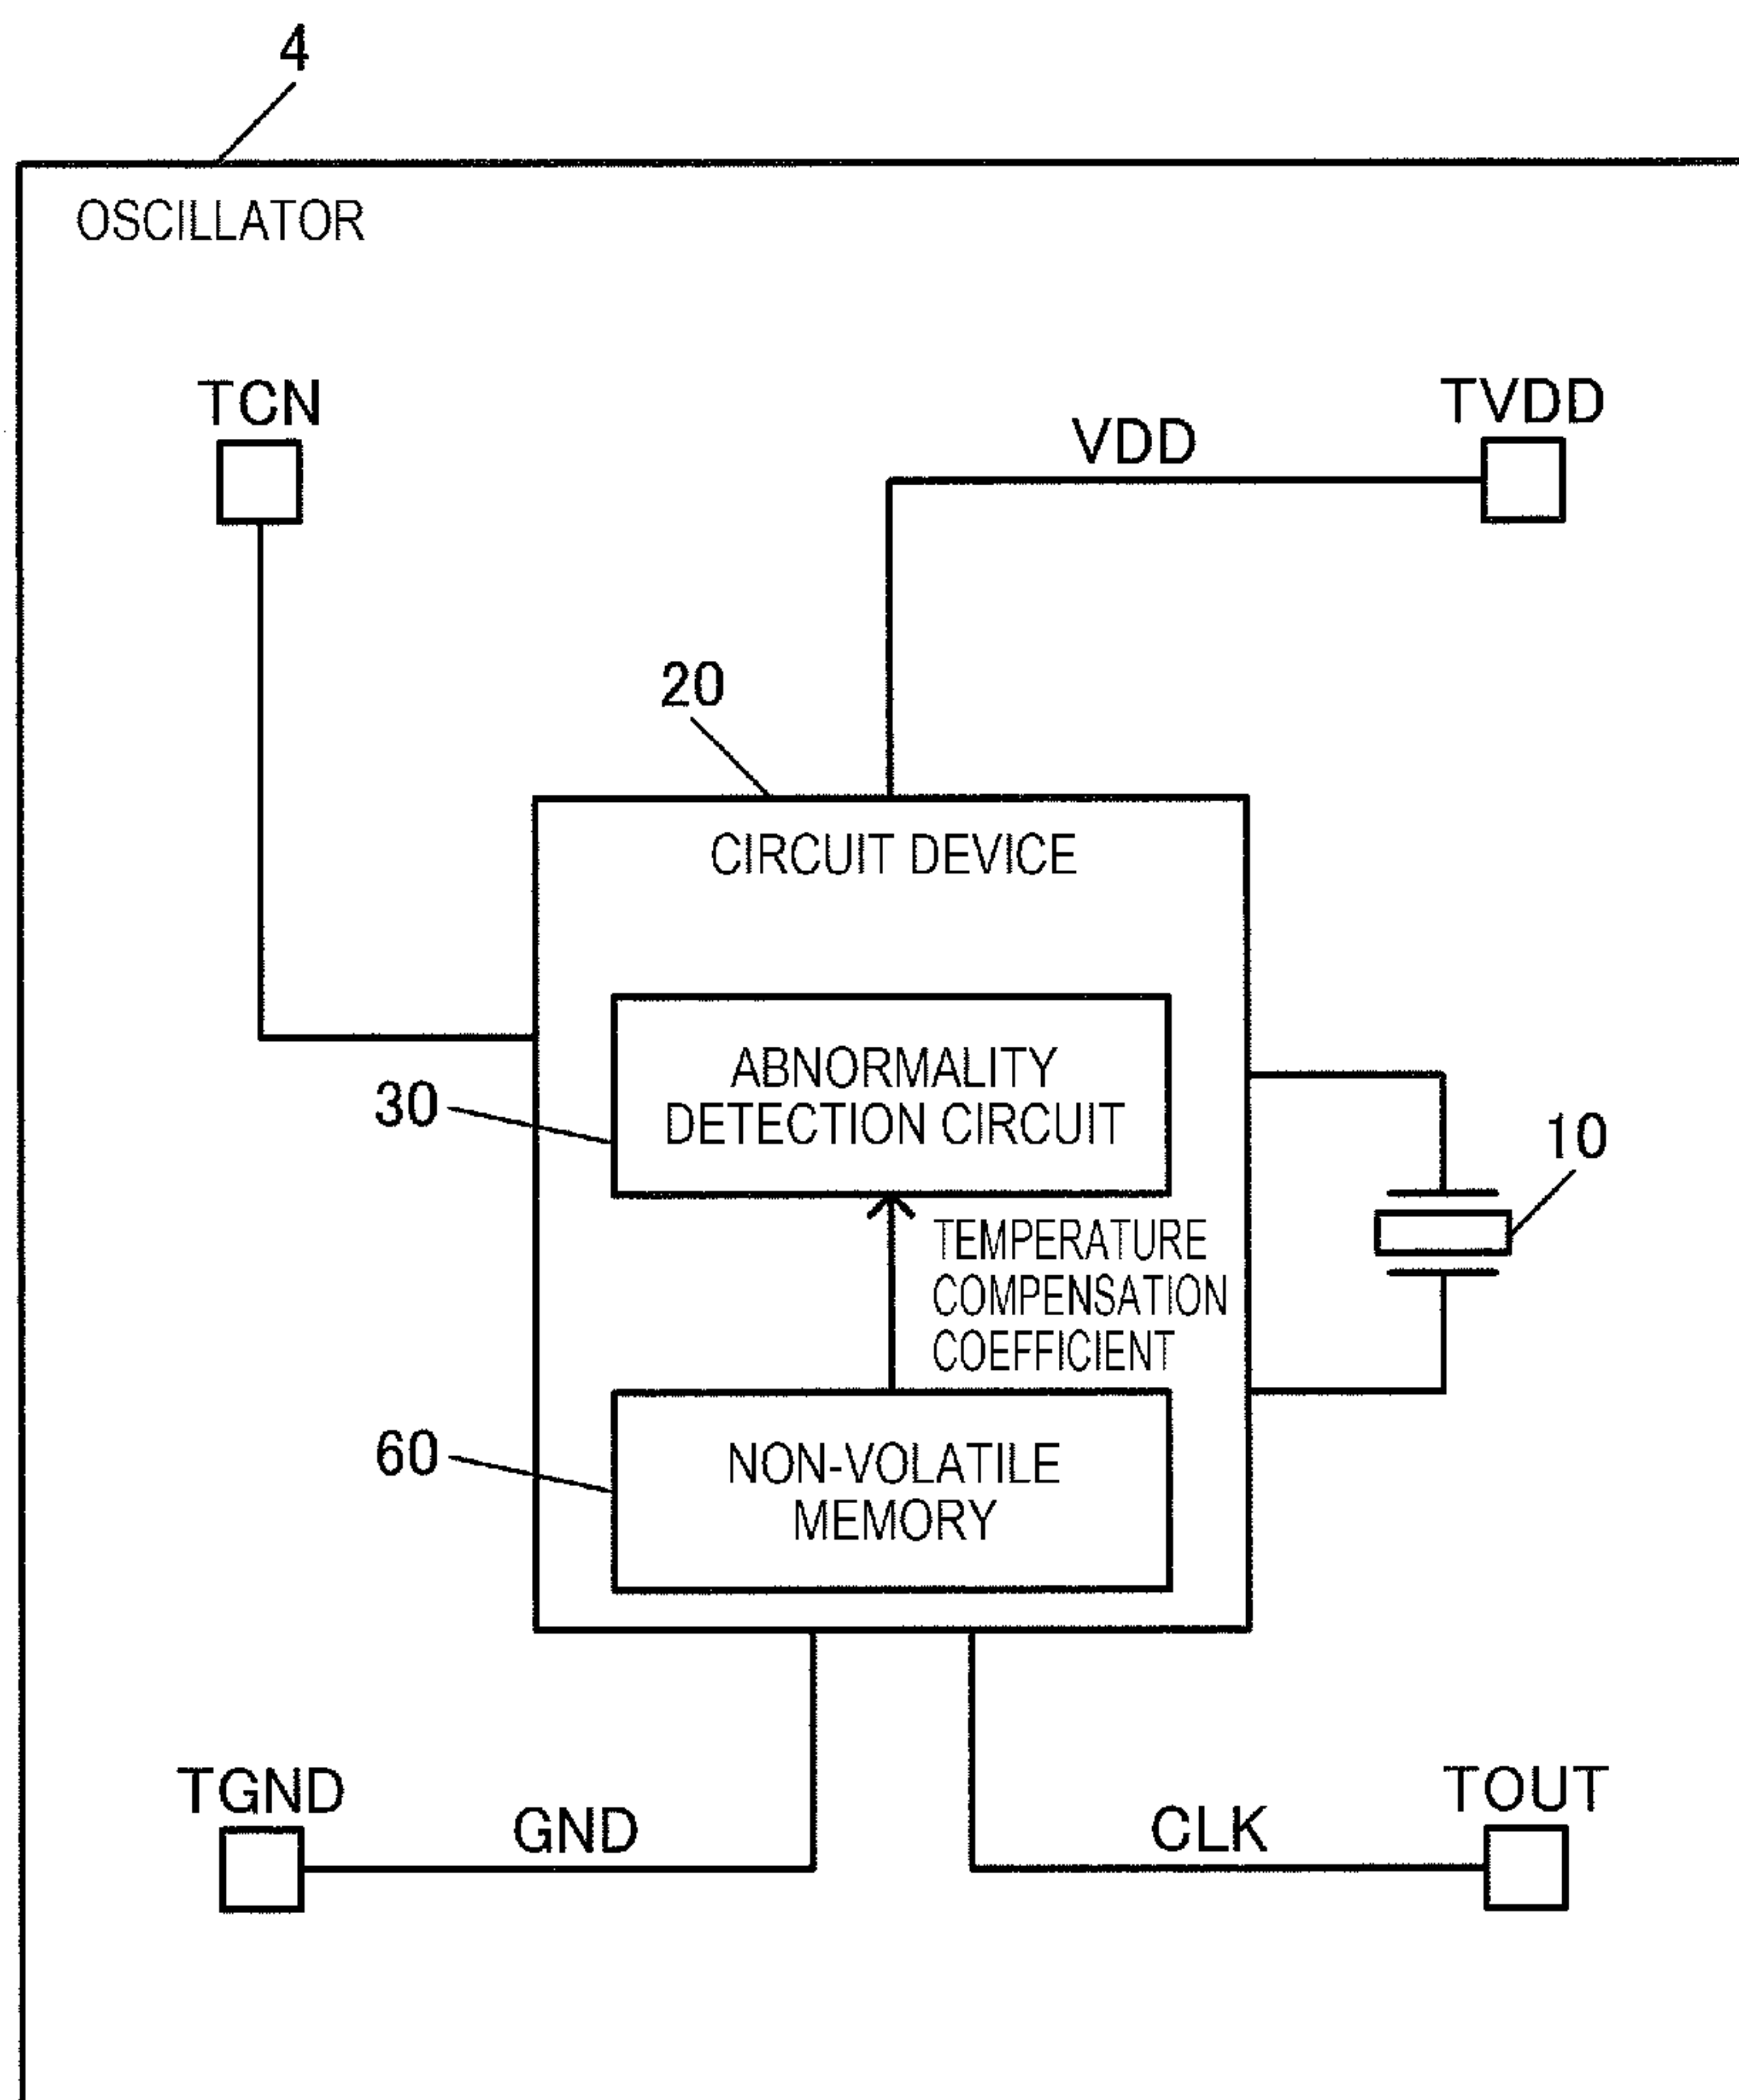 4
OSCILLATOR
TCN
TVDD
VDD
20
CIRCUIT DEVICE
ABNORMALITY
DETECTION CIRCUIT
30
10
TEMPERATURE
COMPENSATION
COEFFICIENT
60
NON-VOLATILE
MEMORY
TGND
GND
CLK
TOUT